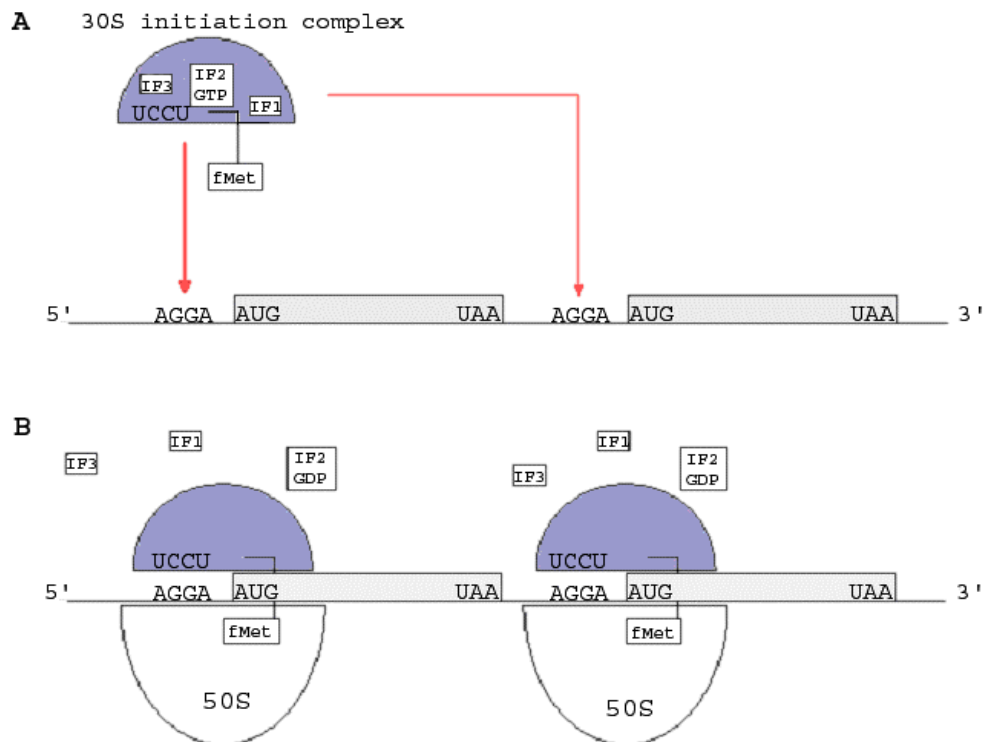 A 30S initiation complex
IF3
IF2
GTP
IF1
UCCU
fMet
5' AGGA AUG UAA AGGA AUG UAA 3'
B
IF3
IF1
IF2
GDP
IF3
IF1
IF2
GDP
UCCU
UCCU
5' AGGA AUG UAA AGGA AUG UAA 3'
fMet
fMet
50S
50S